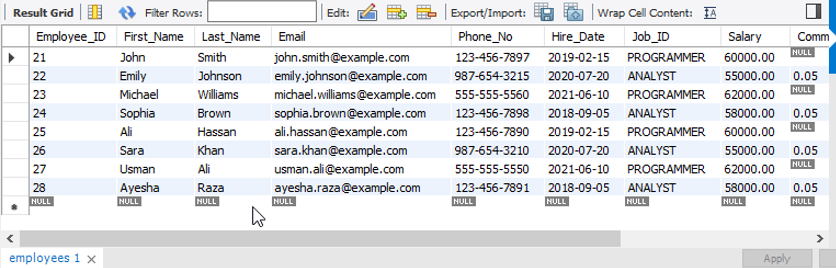 Result Grid Filter Rows: Edit: Export/Import: Wrap Cell Content: IA
Employee_ID First_Name Last_Name Email Phone_No Hire_Date Job_ID Salary Comm
21 John Smith john.smith@example.com 123-456-7897 2019-02-15 PROGRAMMER 60000.00 NULL
22 Emily Johnson emily.johnson@example.com 987-654-3215 2020-07-20 ANALYST 55000.00 0.05
23 Michael Williams michael.williams@example.com 555-555-5560 2021-06-10 PROGRAMMER 62000.00 NULL
24 Sophia Brown sophia.brown@example.com 123-456-7898 2018-09-05 ANALYST 58000.00 0.05
25 Ali Hassan ali.hassan@example.com 123-456-7890 2019-02-15 PROGRAMMER 60000.00 NULL
26 Sara Khan sara.khan@example.com 987-654-3210 2020-07-20 ANALYST 55000.00 0.05
27 Usman Ali usman.ali@example.com 555-555-5550 2021-06-10 PROGRAMMER 62000.00 NULL
28 Ayesha Raza ayesha.raza@example.com 123-456-7891 2018-09-05 ANALYST 58000.00 0.05
NULL NULL NULL NULL NULL NULL NULL NULL NULL
employees 1 Apply